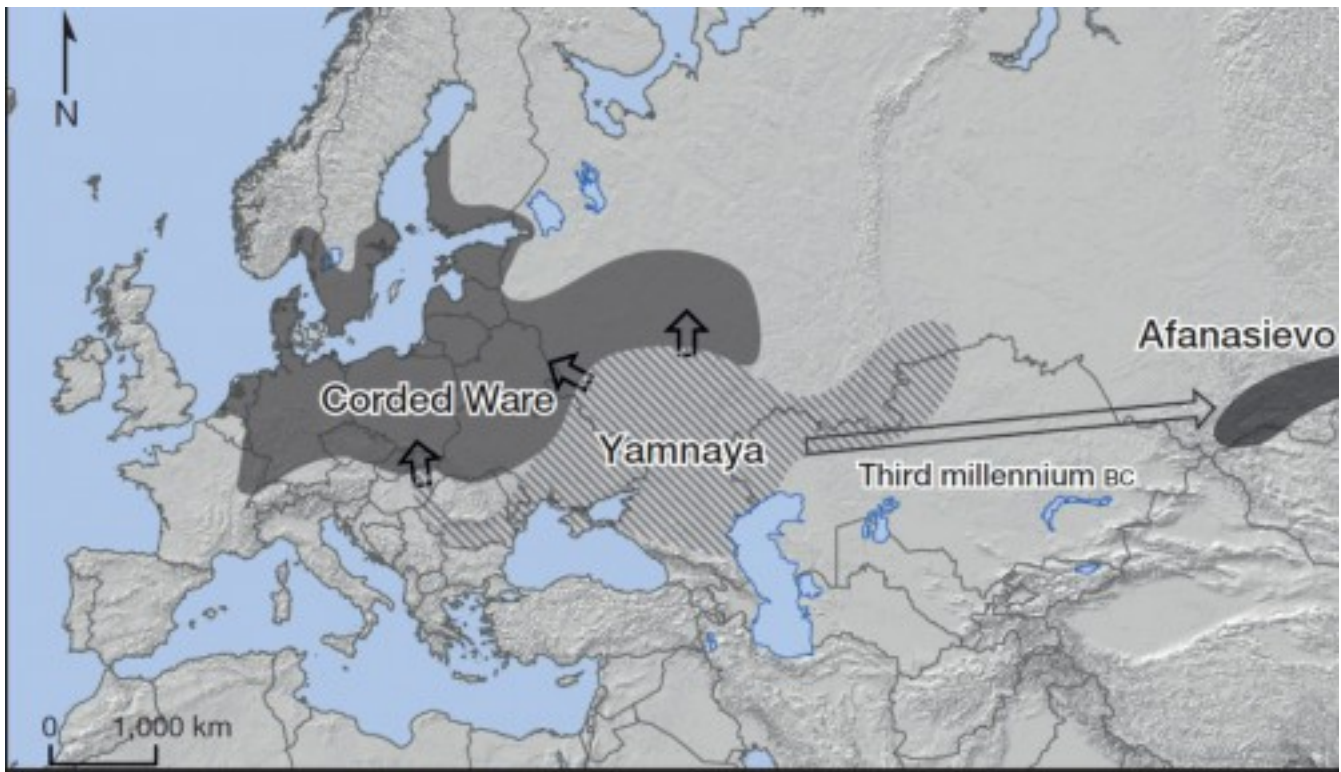 N
Afanasievo
Corded Ware
Yamnaya
Third millennium BC
0 1,000 km